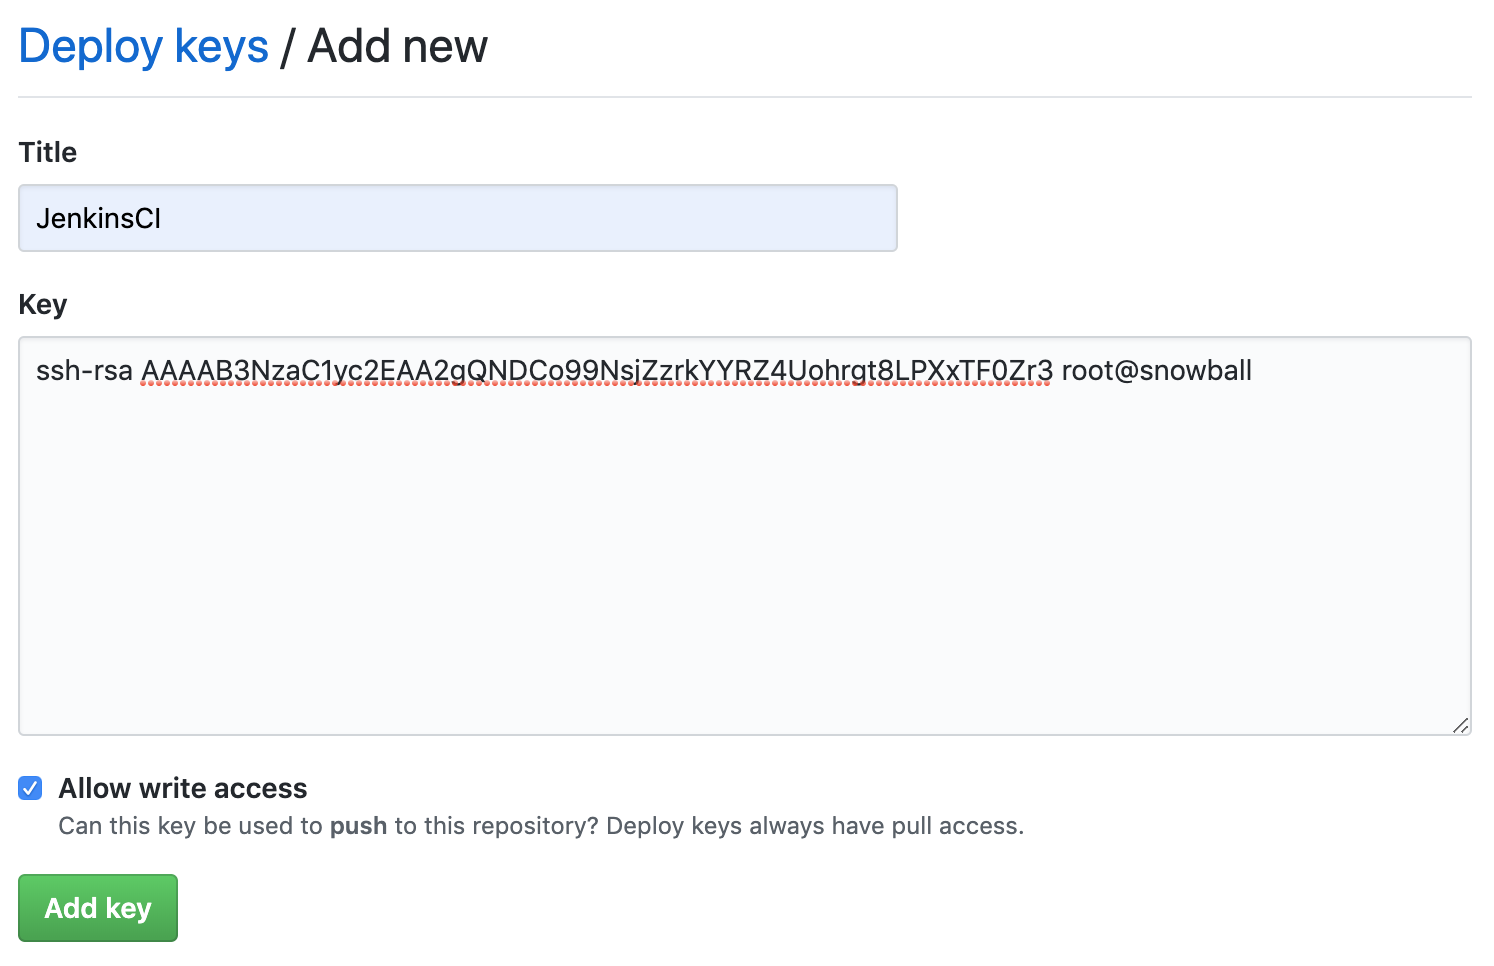 Deploy keys / Add new
Title
JenkinsCI
Key
ssh-rsa AAAAB3NzaC1yc2EAA2gQNDCo99NsjZzrkYYRZ4Uohrgt8LPXxTF0Zr3 root@snowball
Allow write access
Can this key be used to push to this repository? Deploy keys always have pull access.
Add key